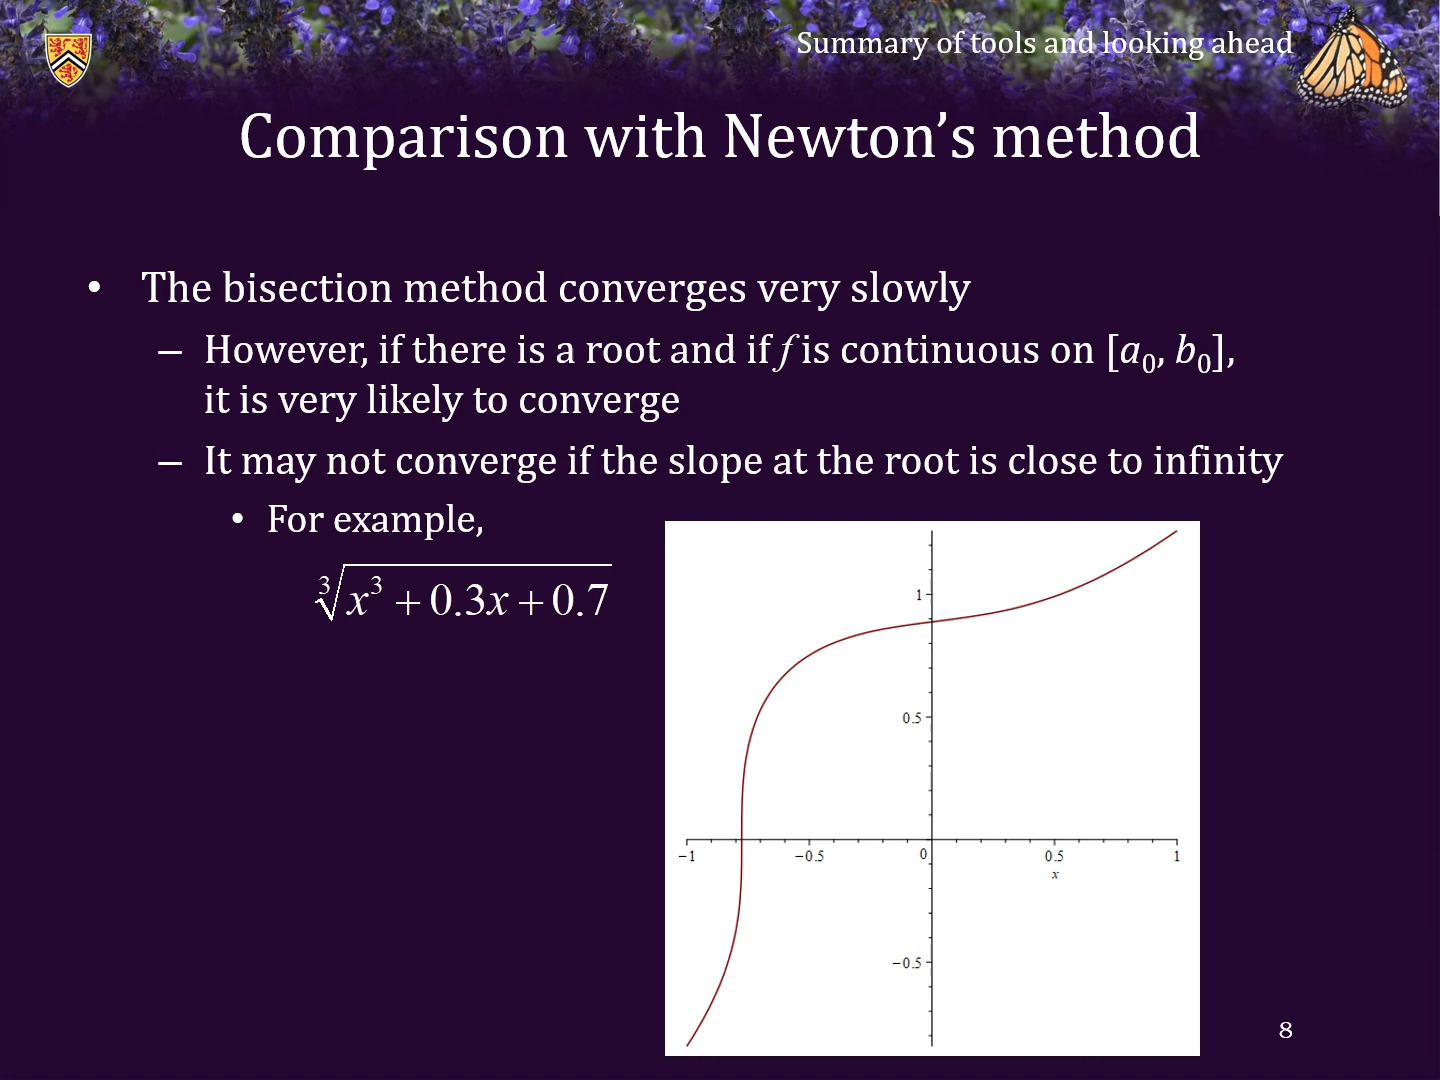 Summary of tools and looking ahead
Comparison with Newton’s method
• The bisection method converges very slowly
– However, if there is a root and if f is continuous on [a₀, b₀],
it is very likely to converge
– It may not converge if the slope at the root is close to infinity
• For example,
∛(x³ + 0.3x + 0.7)
1
0.5
−1 −0.5 0 0.5 1
x
−0.5
8